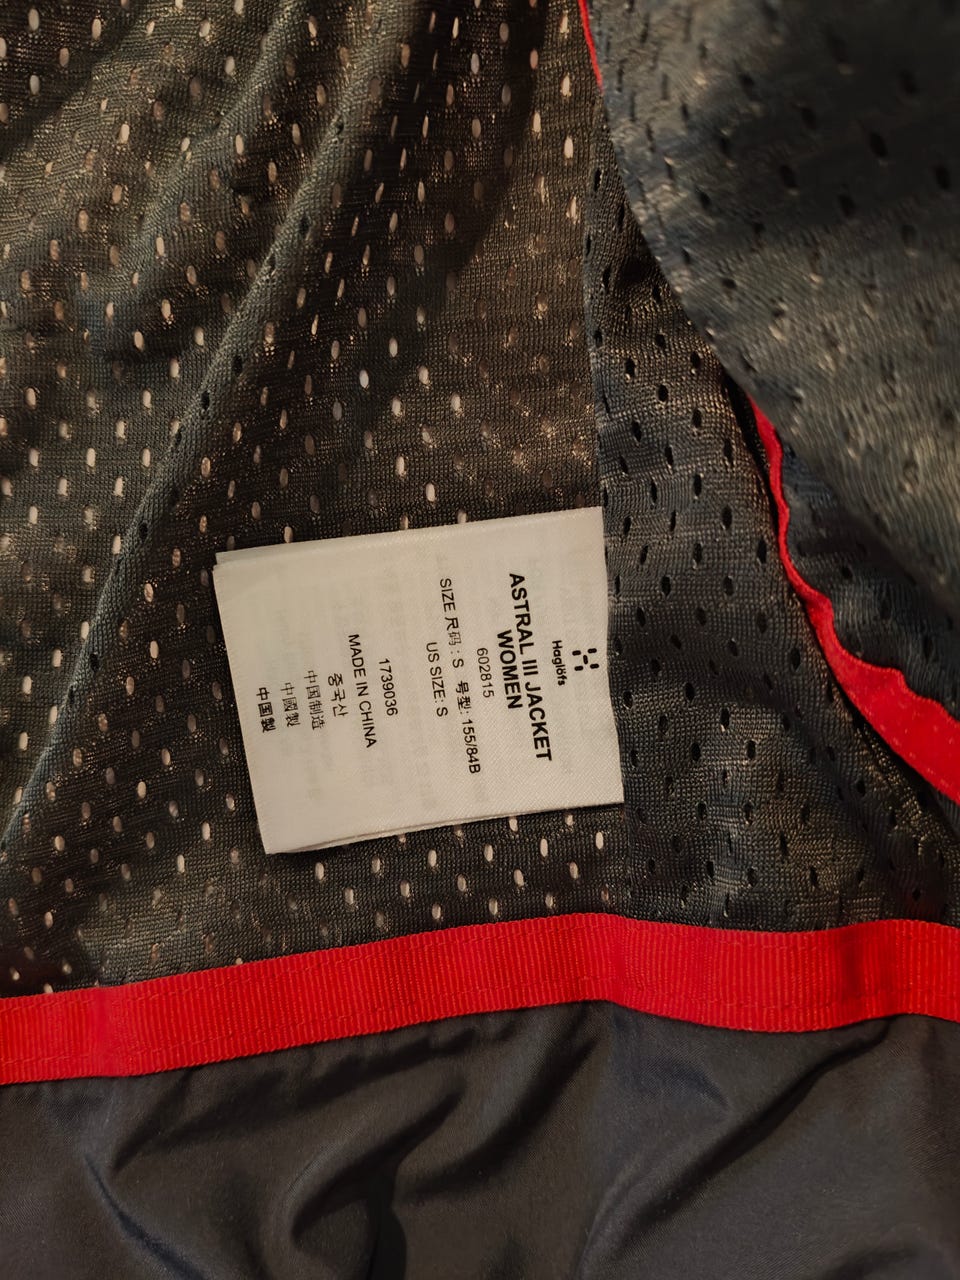 Haglöfs
ASTRAL III JACKET
WOMEN
602815
SIZE 尺码 : S 号型: 155/84B
US SIZE: S
1739036
MADE IN CHINA
중국산
中国制造
中國製
中国製